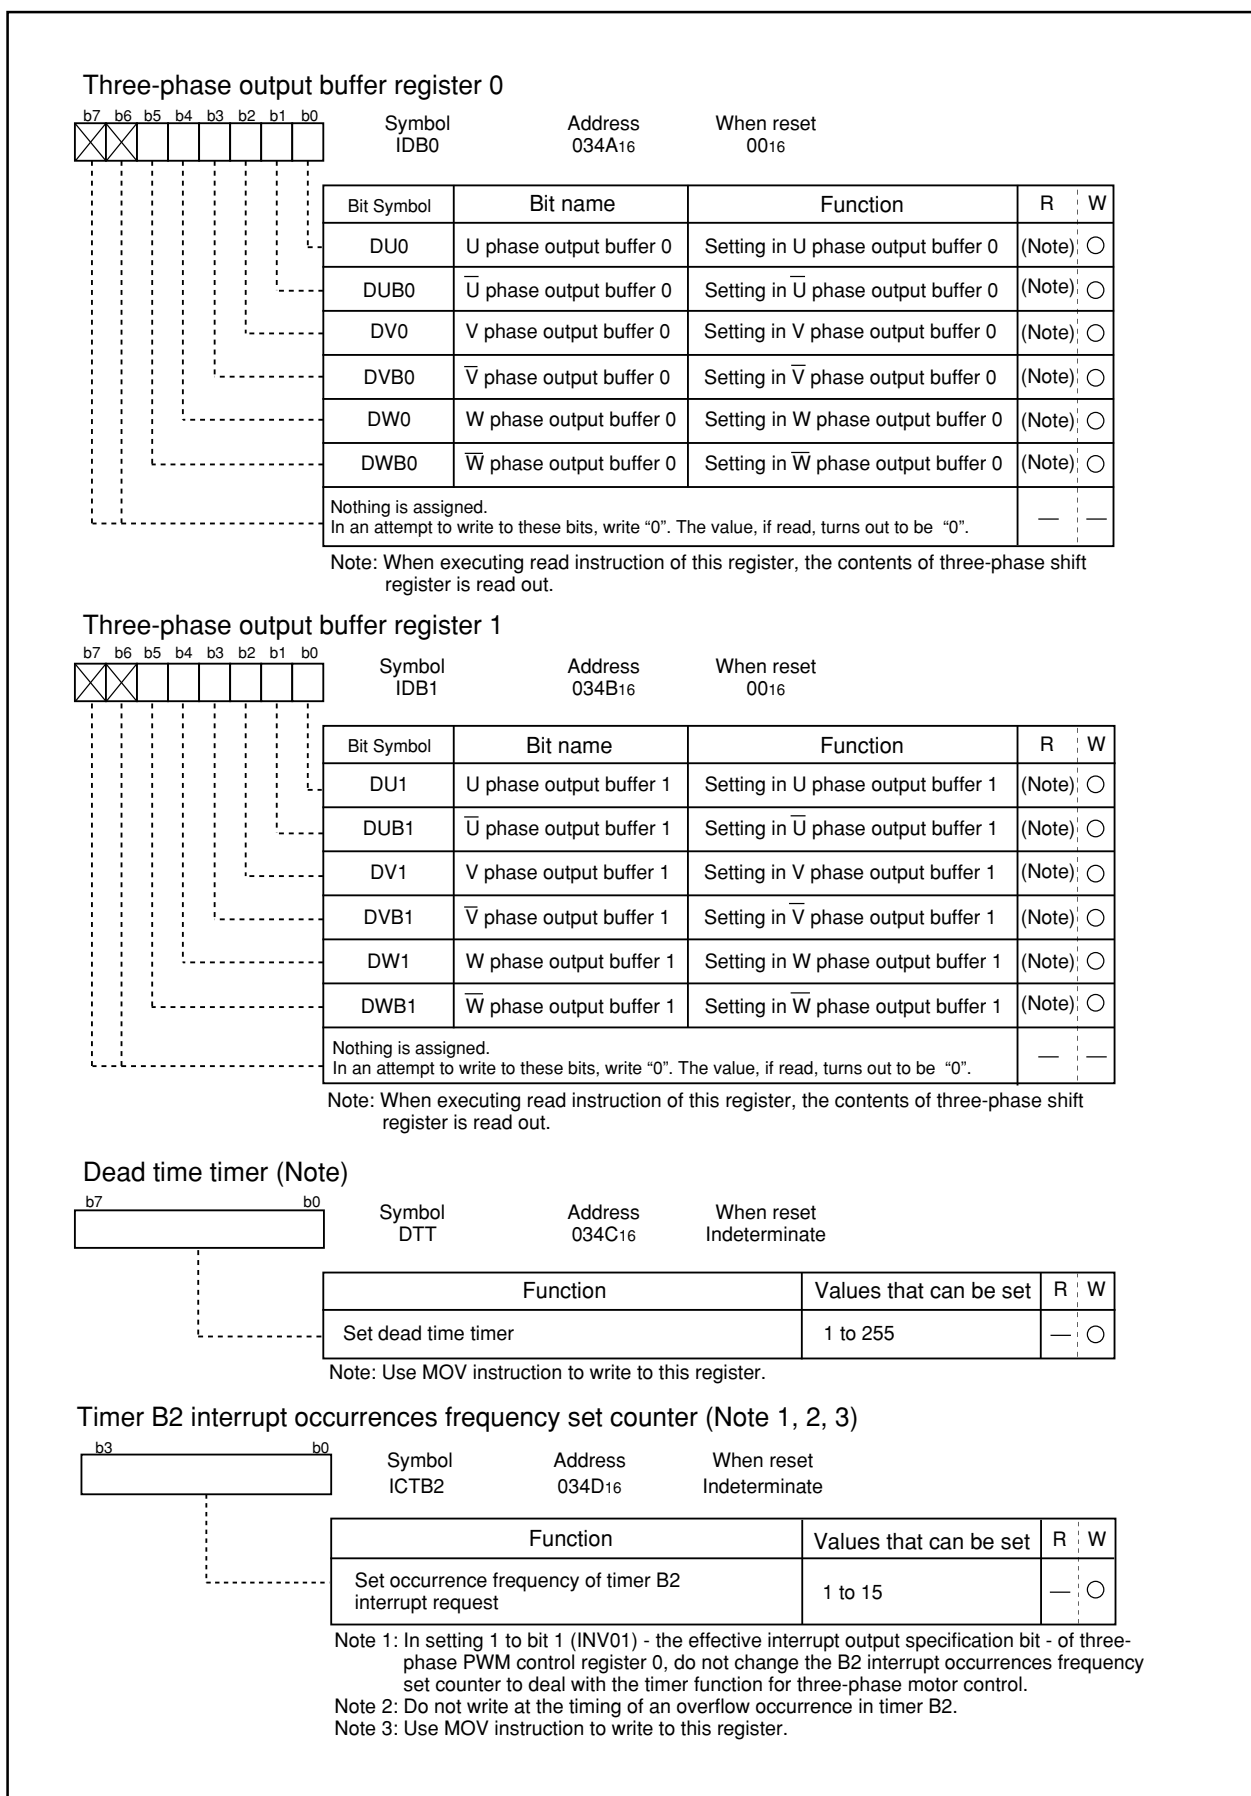 Three-phase output buffer register 0
b7 b6 b5 b4 b3 b2 b1 b0
Symbol Address When reset
IDB0 034A16 0016
Bit Symbol Bit name Function R W
DU0 U phase output buffer 0 Setting in U phase output buffer 0 (Note) ○
DUB0 U̅ phase output buffer 0 Setting in U̅ phase output buffer 0 (Note) ○
DV0 V phase output buffer 0 Setting in V phase output buffer 0 (Note) ○
DVB0 V̅ phase output buffer 0 Setting in V̅ phase output buffer 0 (Note) ○
DW0 W phase output buffer 0 Setting in W phase output buffer 0 (Note) ○
DWB0 W̅ phase output buffer 0 Setting in W̅ phase output buffer 0 (Note) ○
Nothing is assigned.
In an attempt to write to these bits, write “0”. The value, if read, turns out to be “0”. — —
Note: When executing read instruction of this register, the contents of three-phase shift
register is read out.
Three-phase output buffer register 1
b7 b6 b5 b4 b3 b2 b1 b0
Symbol Address When reset
IDB1 034B16 0016
Bit Symbol Bit name Function R W
DU1 U phase output buffer 1 Setting in U phase output buffer 1 (Note) ○
DUB1 U̅ phase output buffer 1 Setting in U̅ phase output buffer 1 (Note) ○
DV1 V phase output buffer 1 Setting in V phase output buffer 1 (Note) ○
DVB1 V̅ phase output buffer 1 Setting in V̅ phase output buffer 1 (Note) ○
DW1 W phase output buffer 1 Setting in W phase output buffer 1 (Note) ○
DWB1 W̅ phase output buffer 1 Setting in W̅ phase output buffer 1 (Note) ○
Nothing is assigned.
In an attempt to write to these bits, write “0”. The value, if read, turns out to be “0”. — —
Note: When executing read instruction of this register, the contents of three-phase shift
register is read out.
Dead time timer (Note)
b7 b0
Symbol Address When reset
DTT 034C16 Indeterminate
Function Values that can be set R W
Set dead time timer 1 to 255 — ○
Note: Use MOV instruction to write to this register.
Timer B2 interrupt occurrences frequency set counter (Note 1, 2, 3)
b3 b0
Symbol Address When reset
ICTB2 034D16 Indeterminate
Function Values that can be set R W
Set occurrence frequency of timer B2
interrupt request 1 to 15 — ○
Note 1: In setting 1 to bit 1 (INV01) - the effective interrupt output specification bit - of three-
phase PWM control register 0, do not change the B2 interrupt occurrences frequency
set counter to deal with the timer function for three-phase motor control.
Note 2: Do not write at the timing of an overflow occurrence in timer B2.
Note 3: Use MOV instruction to write to this register.